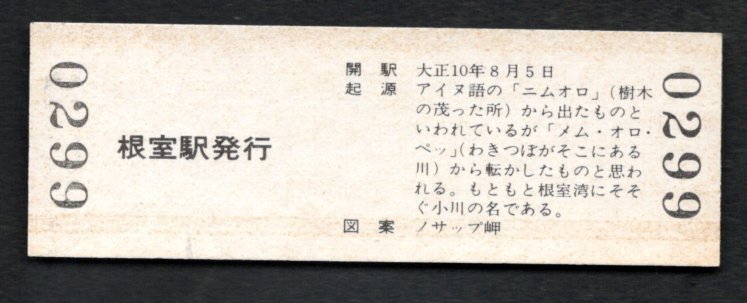 0299
根室駅発行
開駅 大正10年8月5日
起源 アイヌ語の「ニムオロ」(樹木
の茂った所)から出たものと
いわれているが「メム・オロ・
ペッ」(わきつぼがそこにある
川)から転かしたものと思わ
れる。もともと根室湾にそそ
ぐ小川の名である。
図案 ノサップ岬
0299